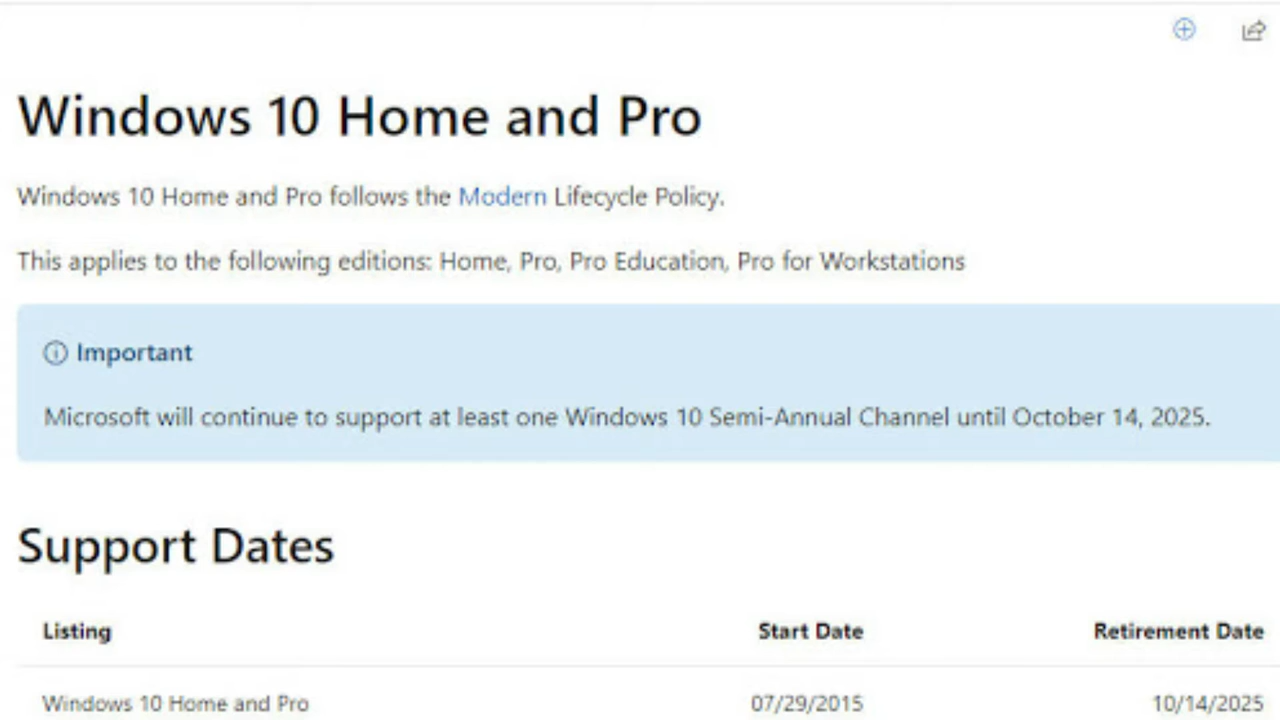 Windows 10 Home and Pro
Windows 10 Home and Pro follows the Modern Lifecycle Policy.
This applies to the following editions: Home, Pro, Pro Education, Pro for Workstations
Important
Microsoft will continue to support at least one Windows 10 Semi-Annual Channel until October 14, 2025.
Support Dates
Listing Start Date Retirement Date
Windows 10 Home and Pro 07/29/2015 10/14/2025